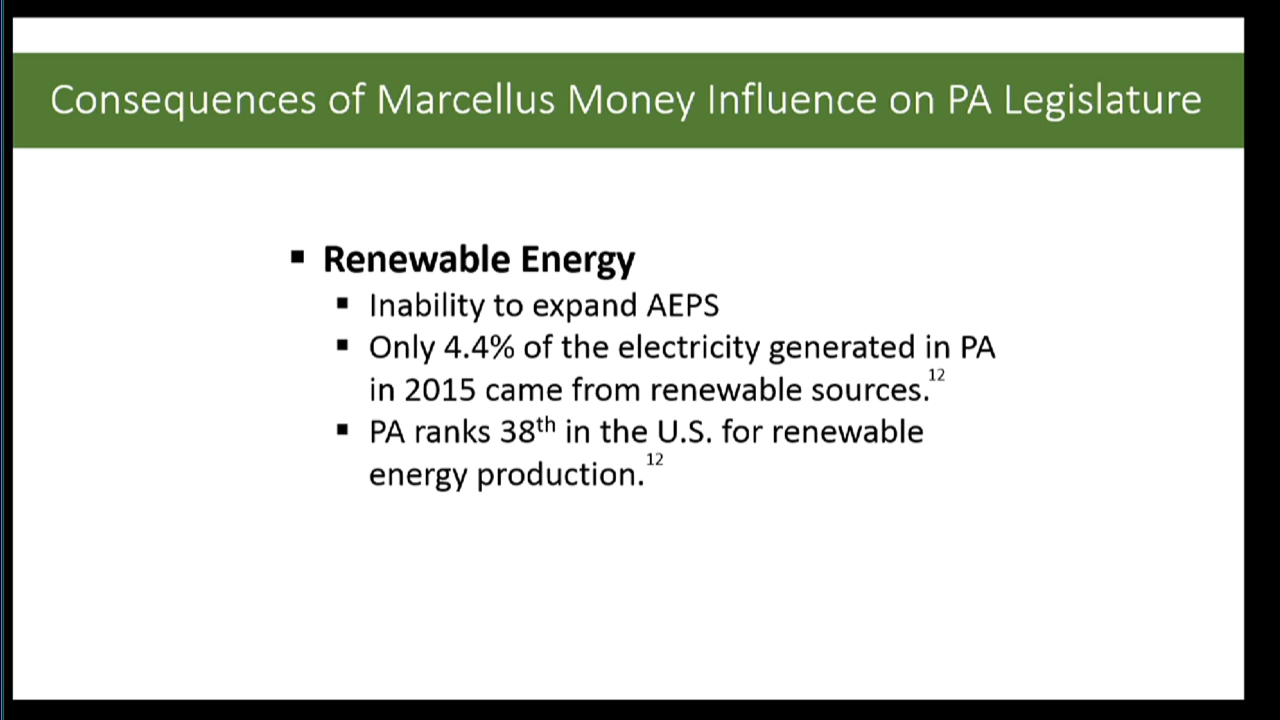 Consequences of Marcellus Money Influence on PA Legislature
▪ Renewable Energy
▪ Inability to expand AEPS
▪ Only 4.4% of the electricity generated in PA
in 2015 came from renewable sources.12
▪ PA ranks 38th in the U.S. for renewable
energy production.12